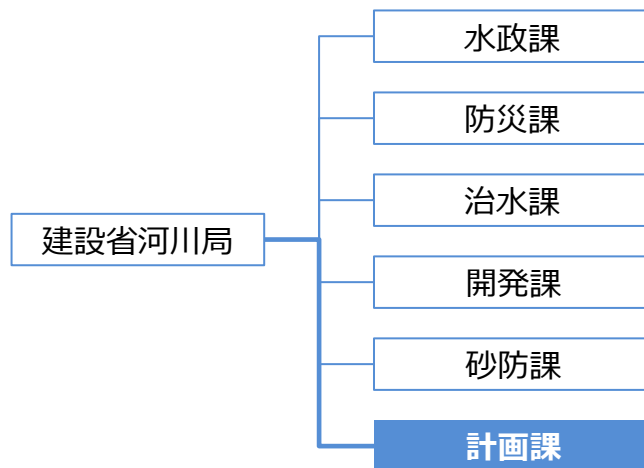 水政課
防災課
治水課
建設省河川局
開発課
砂防課
計画課